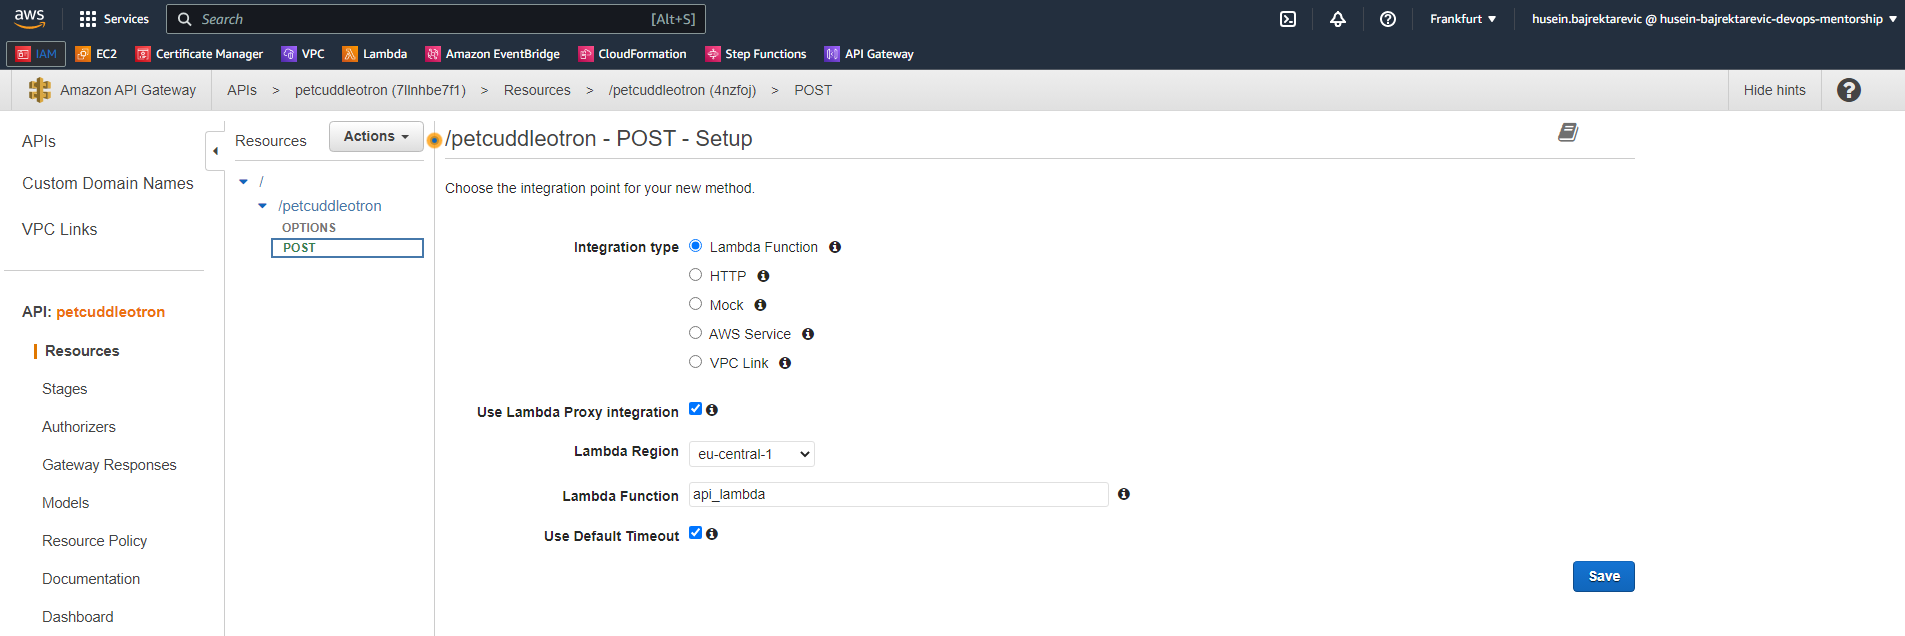 aws Services Search [Alt+S] Frankfurt ▼ husein.bajrektarevic @ husein-bajrektarevic-devops-mentorship ▼
IAM EC2 Certificate Manager VPC Lambda Amazon EventBridge CloudFormation Step Functions API Gateway
Amazon API Gateway APIs > petcuddleotron (7llnhbe7f1) > Resources > /petcuddleotron (4nzfoj) > POST Hide hints
APIs
Custom Domain Names
VPC Links
API: petcuddleotron
Resources
Stages
Authorizers
Gateway Responses
Models
Resource Policy
Documentation
Dashboard
Resources Actions
/
/petcuddleotron
OPTIONS
POST
/petcuddleotron - POST - Setup
Choose the integration point for your new method.
Integration type Lambda Function
HTTP
Mock
AWS Service
VPC Link
Use Lambda Proxy integration
Lambda Region eu-central-1
Lambda Function api_lambda
Use Default Timeout
Save